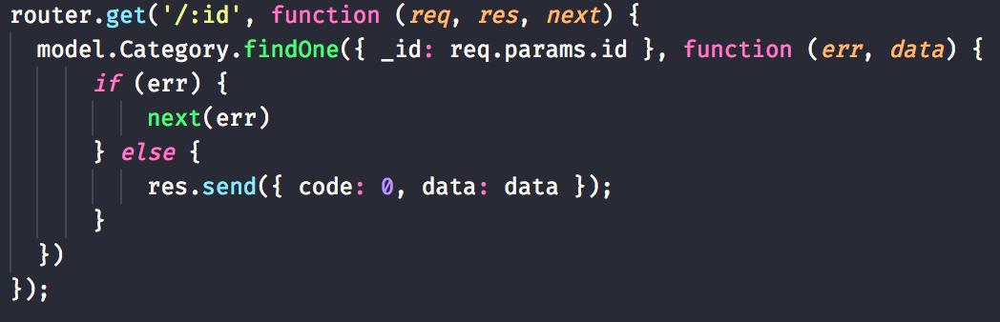 router.get('/:id', function (req, res, next) {
  model.Category.findOne({ _id: req.params.id }, function (err, data) {
      if (err) {
          next(err)
      } else {
          res.send({ code: 0, data: data });
      }
  })
});